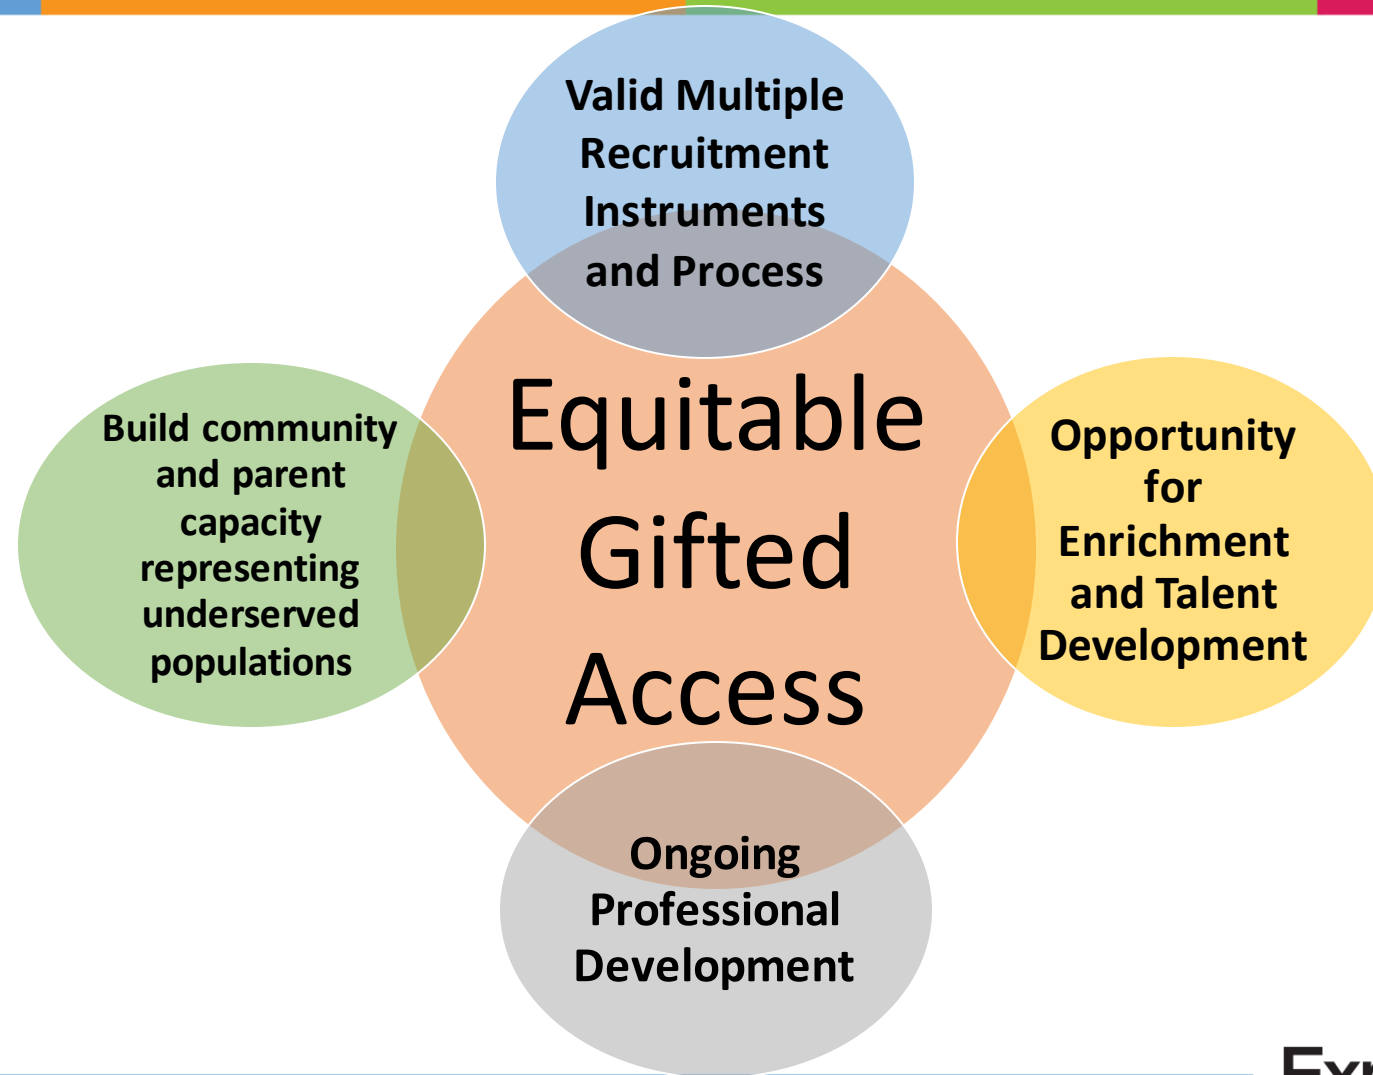 Valid Multiple
Recruitment
Instruments
and Process
Equitable
Gifted
Access
Build community
and parent
capacity
representing
underserved
populations
Opportunity
for
Enrichment
and Talent
Development
Ongoing
Professional
Development